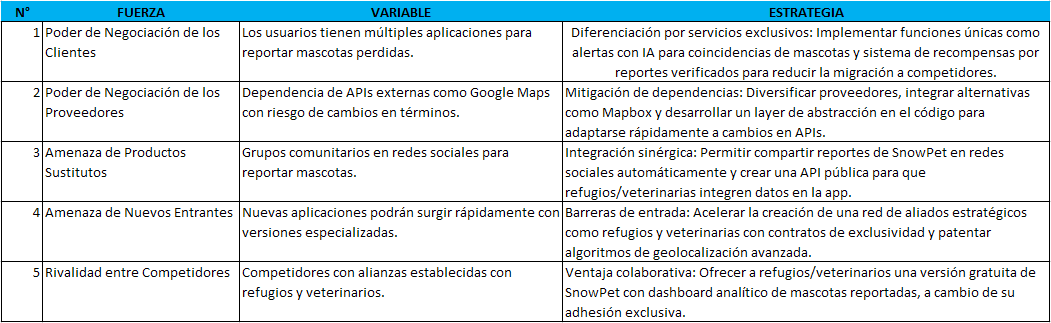 N° FUERZA VARIABLE ESTRATEGIA
1 Poder de Negociación de los
Clientes
Los usuarios tienen múltiples aplicaciones para
reportar mascotas perdidas.
Diferenciación por servicios exclusivos: Implementar funciones únicas como
alertas con IA para coincidencias de mascotas y sistema de recompensas por
reportes verificados para reducir la migración a competidores.
2 Poder de Negociación de los
Proveedores
Dependencia de APIs externas como Google Maps
con riesgo de cambios en términos.
Mitigación de dependencias: Diversificar proveedores, integrar alternativas
como Mapbox y desarrollar un layer de abstracción en el código para
adaptarse rápidamente a cambios en APIs.
3 Amenaza de Productos
Sustitutos
Grupos comunitarios en redes sociales para
reportar mascotas.
Integración sinérgica: Permitir compartir reportes de SnowPet en redes
sociales automáticamente y crear una API pública para que
refugios/veterinarias integren datos en la app.
4 Amenaza de Nuevos Entrantes
Nuevas aplicaciones podrán surgir rápidamente con
versiones especializadas.
Barreras de entrada: Acelerar la creación de una red de aliados estratégicos
como refugios y veterinarias con contratos de exclusividad y patentar
algoritmos de geolocalización avanzada.
5 Rivalidad entre Competidores
Competidores con alianzas establecidas con
refugios y veterinarios.
Ventaja colaborativa: Ofrecer a refugios/veterinarios una versión gratuita de
SnowPet con dashboard analítico de mascotas reportadas, a cambio de su
adhesión exclusiva.